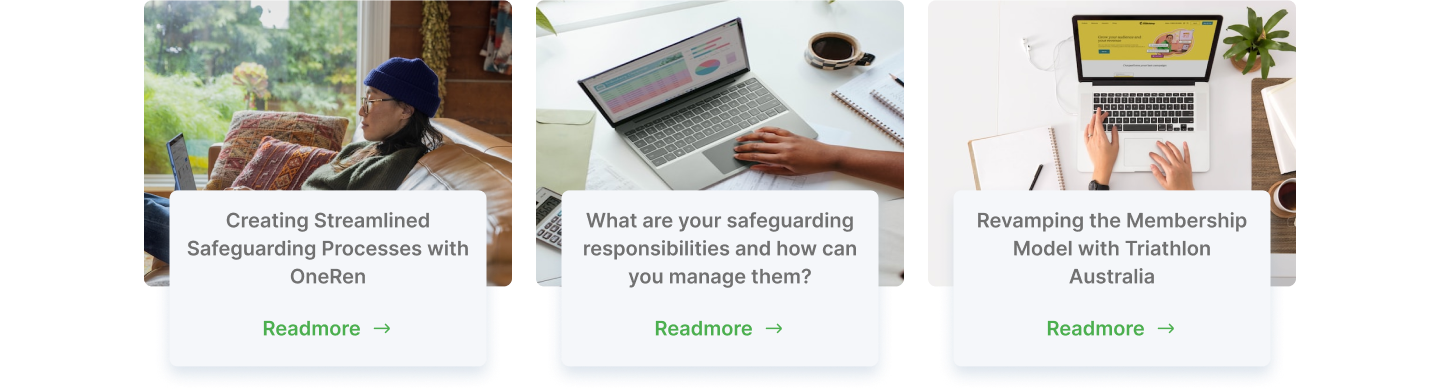 Creating Streamlined
Safeguarding Processes with
OneRen
Readmore →
What are your safeguarding
responsibilities and how can
you manage them?
Readmore →
Revamping the Membership
Model with Triathlon
Australia
Readmore →